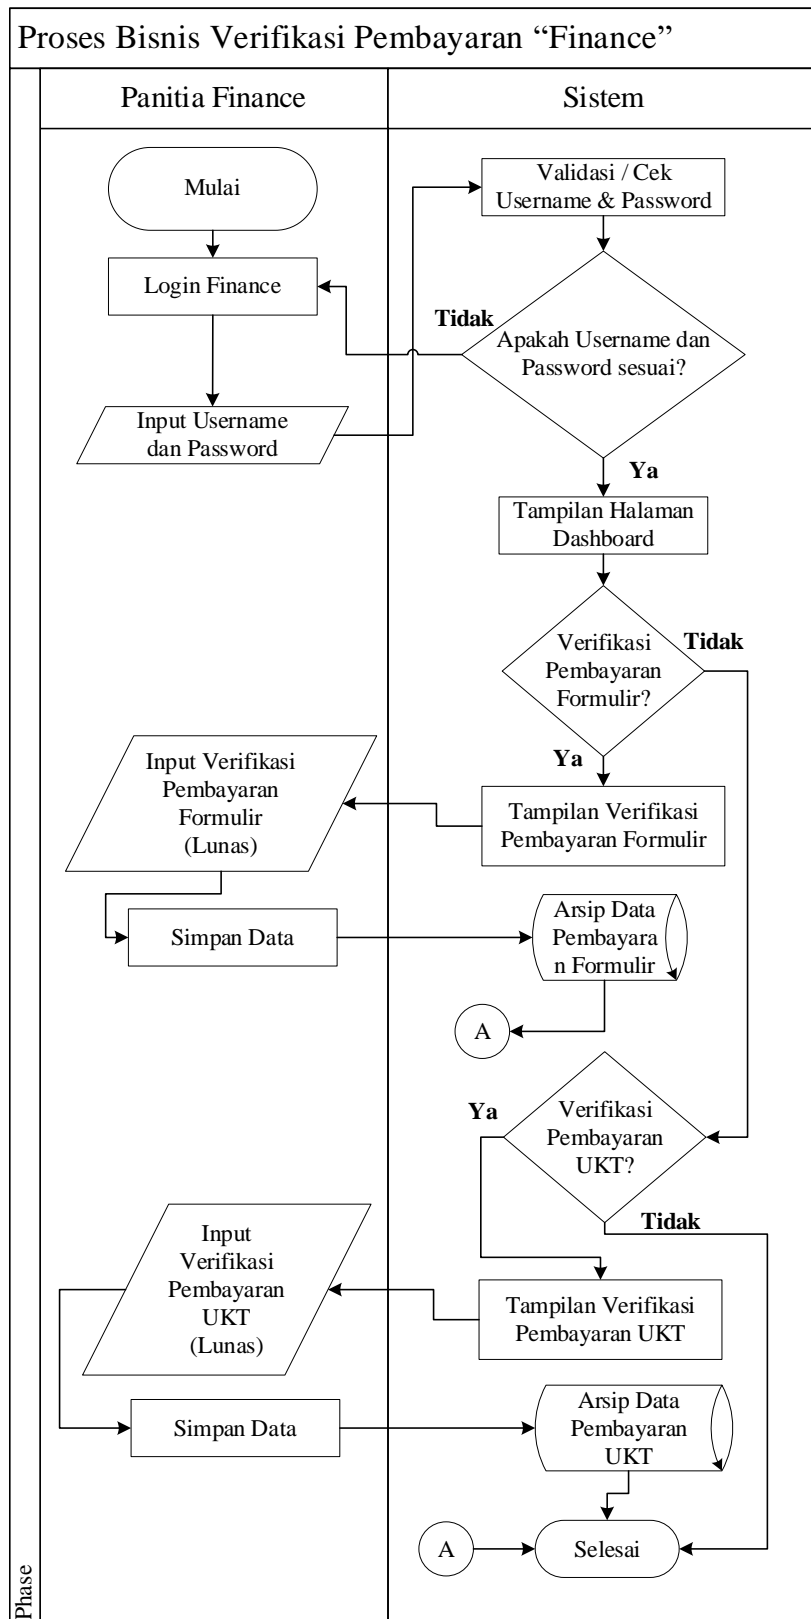 Proses Bisnis Verifikasi Pembayaran “Finance”
Panitia Finance
Sistem
Mulai
Validasi / Cek
Username & Password
Login Finance
Tidak
Apakah Username dan
Password sesuai?
Input Username
dan Password
Ya
Tampilan Halaman
Dashboard
Verifikasi
Pembayaran
Formulir?
Tidak
Ya
Input Verifikasi
Pembayaran
Formulir
(Lunas)
Tampilan Verifikasi
Pembayaran Formulir
Simpan Data
Arsip Data
Pembayara
n Formulir
A
Ya
Verifikasi
Pembayaran
UKT?
Tidak
Input
Verifikasi
Pembayaran
UKT
(Lunas)
Tampilan Verifikasi
Pembayaran UKT
Simpan Data
Arsip Data
Pembayaran
UKT
A
Selesai
Phase